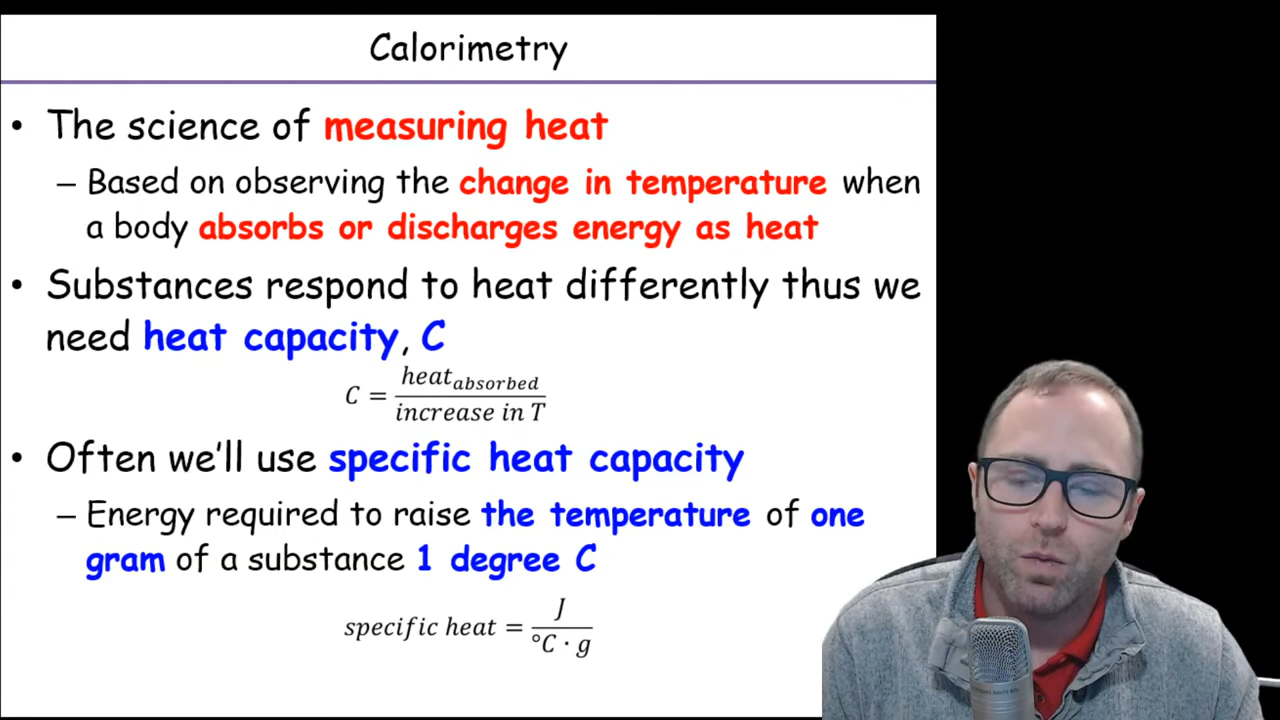 Calorimetry
• The science of measuring heat
– Based on observing the change in temperature when
a body absorbs or discharges energy as heat
• Substances respond to heat differently thus we
need heat capacity, C
C = heat_absorbed / increase in T
• Often we'll use specific heat capacity
– Energy required to raise the temperature of one
gram of a substance 1 degree C
specific heat = J / °C · g